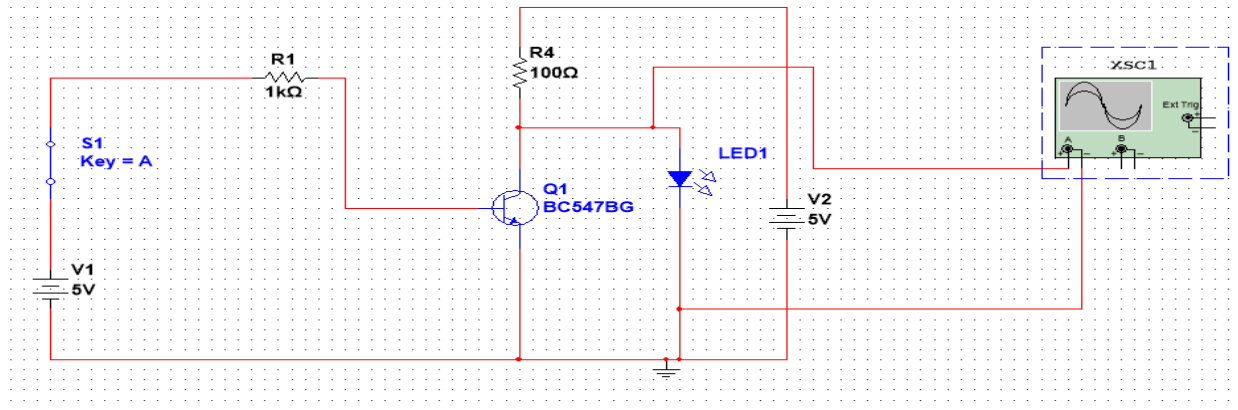 R1
1kΩ
S1
Key = A
V1
5V
R4
100Ω
Q1
BC547BG
LED1
V2
5V
XSC1
Ext Trig
+
-
A
B
+
-
+
-